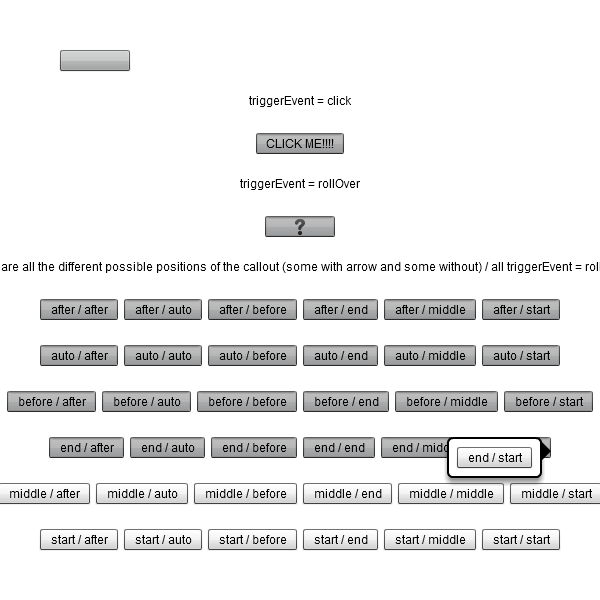 triggerEvent = click
CLICK ME!!!!
triggerEvent = rollOver
?
are all the different possible positions of the callout (some with arrow and some without) / all triggerEvent =
after / after after / auto after / before after / end after / middle after / start
auto / after auto / auto auto / before auto / end auto / middle auto / start
before / after before / auto before / before before / end before / middle before / start
end / after end / auto end / before end / end end / end / start
middle / after middle / auto middle / before middle / end middle / middle middle / start
start / after start / auto start / before start / end start / middle start / start